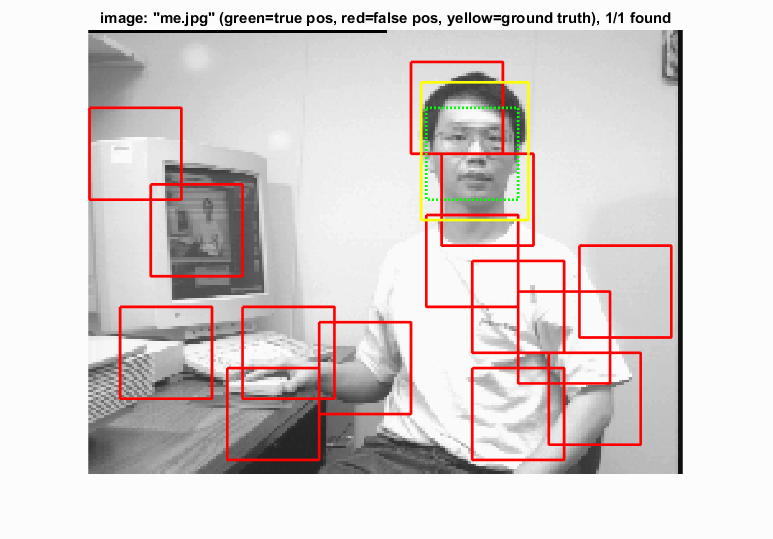 image: "me.jpg" (green=true pos, red=false pos, yellow=ground truth), 1/1 found